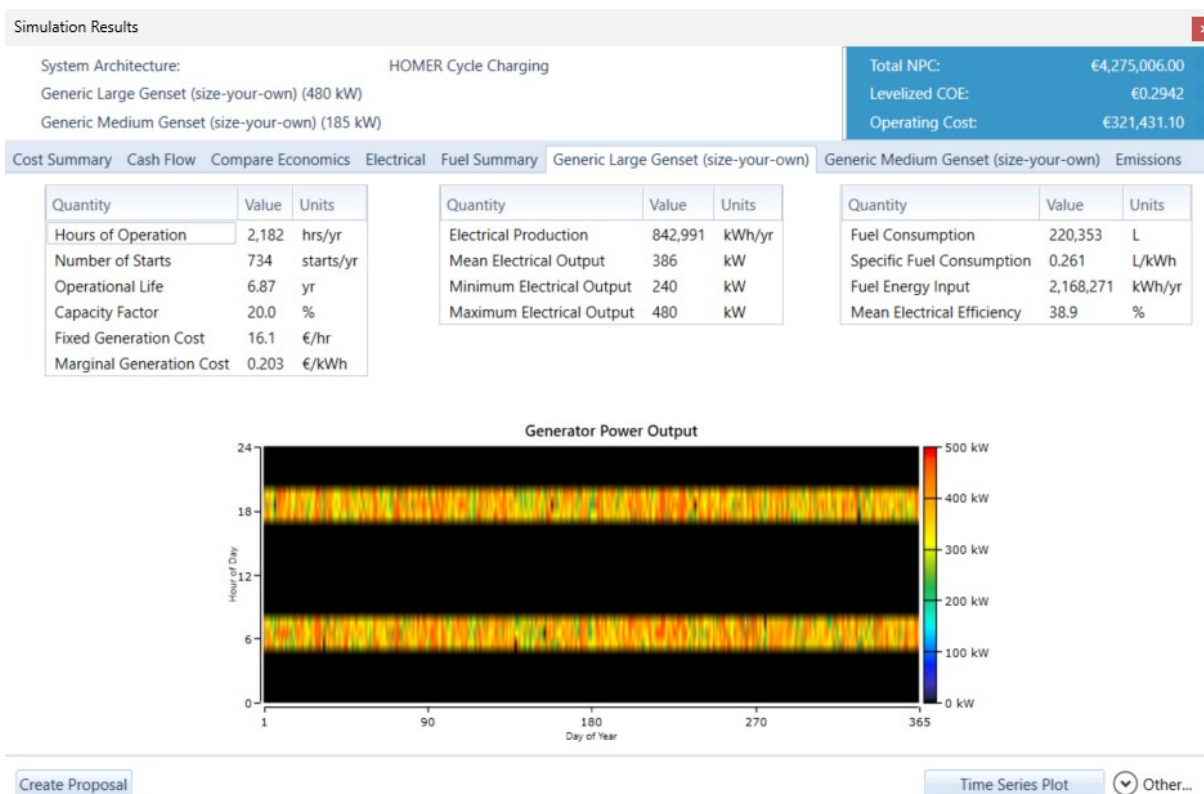 Simulation Results
System Architecture: HOMER Cycle Charging
Generic Large Genset (size-your-own) (480 kW)
Generic Medium Genset (size-your-own) (185 kW)
Total NPC: €4,275,006.00
Levelized COE: €0.2942
Operating Cost: €321,431.10
Cost Summary Cash Flow Compare Economics Electrical Fuel Summary Generic Large Genset (size-your-own) Generic Medium Genset (size-your-own) Emissions
Quantity Value Units
Hours of Operation 2,182 hrs/yr
Number of Starts 734 starts/yr
Operational Life 6.87 yr
Capacity Factor 20.0 %
Fixed Generation Cost 16.1 €/hr
Marginal Generation Cost 0.203 €/kWh
Quantity Value Units
Electrical Production 842,991 kWh/yr
Mean Electrical Output 386 kW
Minimum Electrical Output 240 kW
Maximum Electrical Output 480 kW
Quantity Value Units
Fuel Consumption 220,353 L
Specific Fuel Consumption 0.261 L/kWh
Fuel Energy Input 2,168,271 kWh/yr
Mean Electrical Efficiency 38.9 %
Generator Power Output
Hour of Day
24
18
12
6
0
1 90 180 270 365
Day of Year
500 kW
400 kW
300 kW
200 kW
100 kW
0 kW
Create Proposal
Time Series Plot
Other...